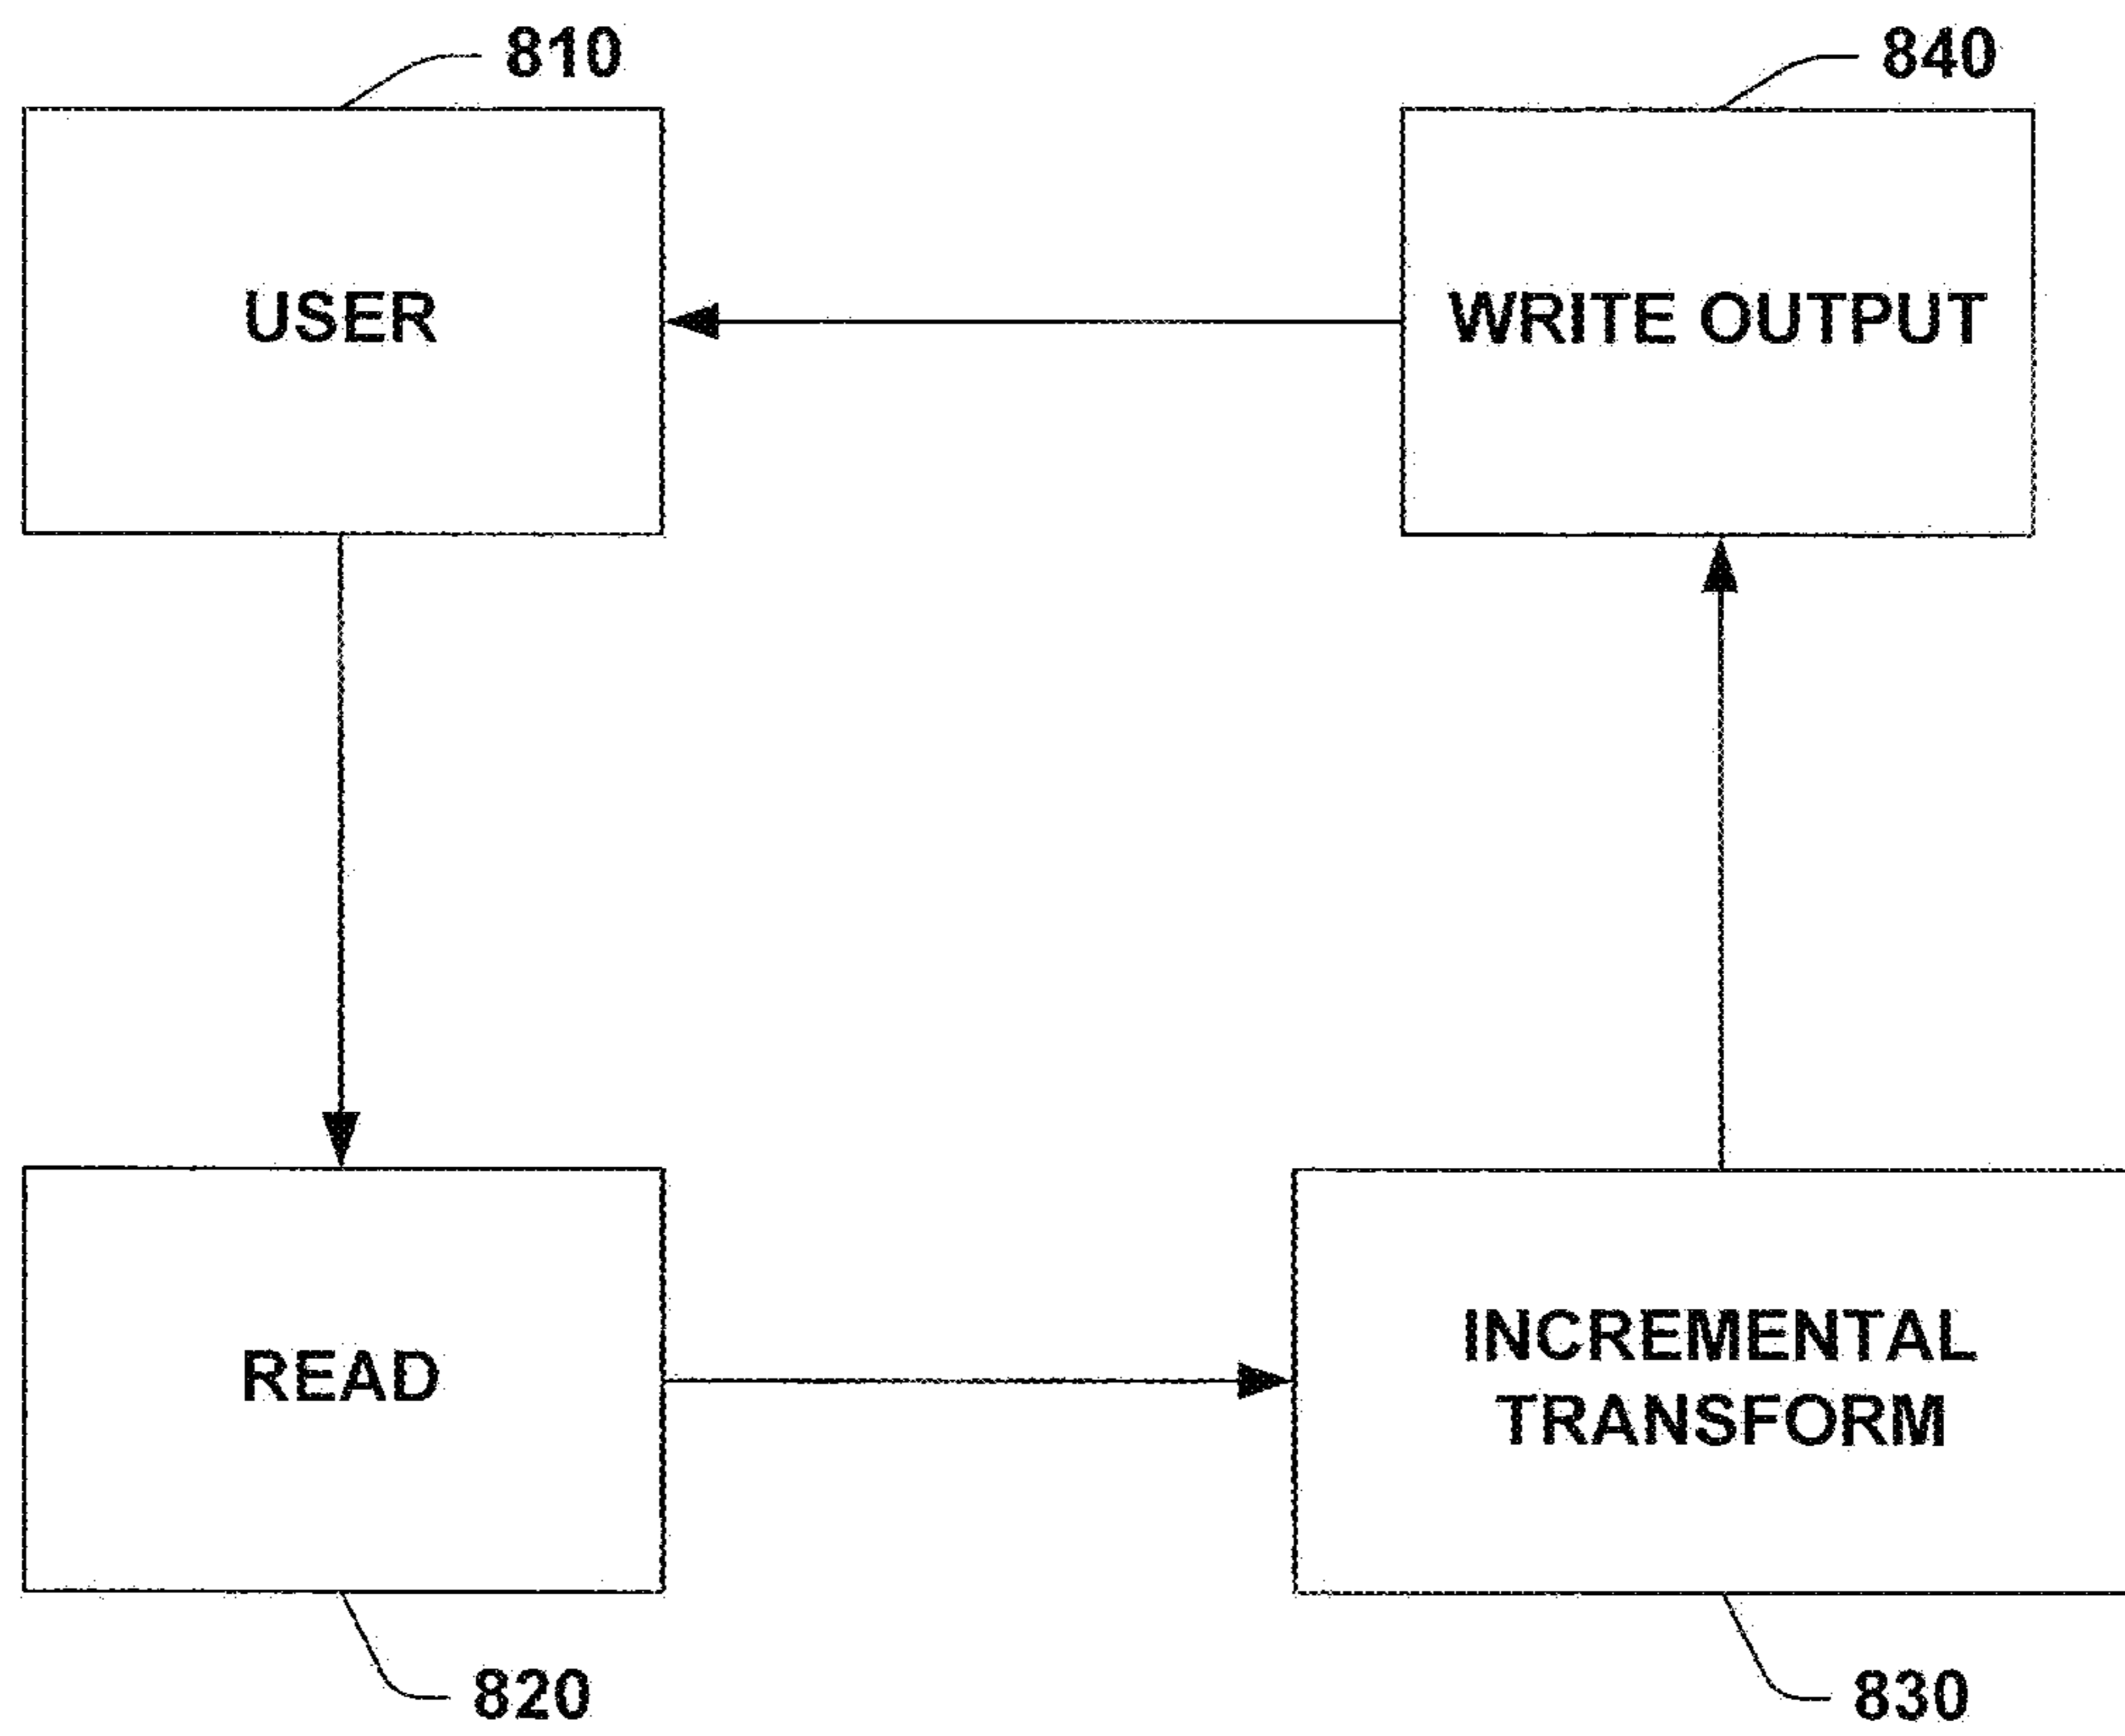 810
840
USER
WRITE OUTPUT
READ
INCREMENTAL
TRANSFORM
820
830